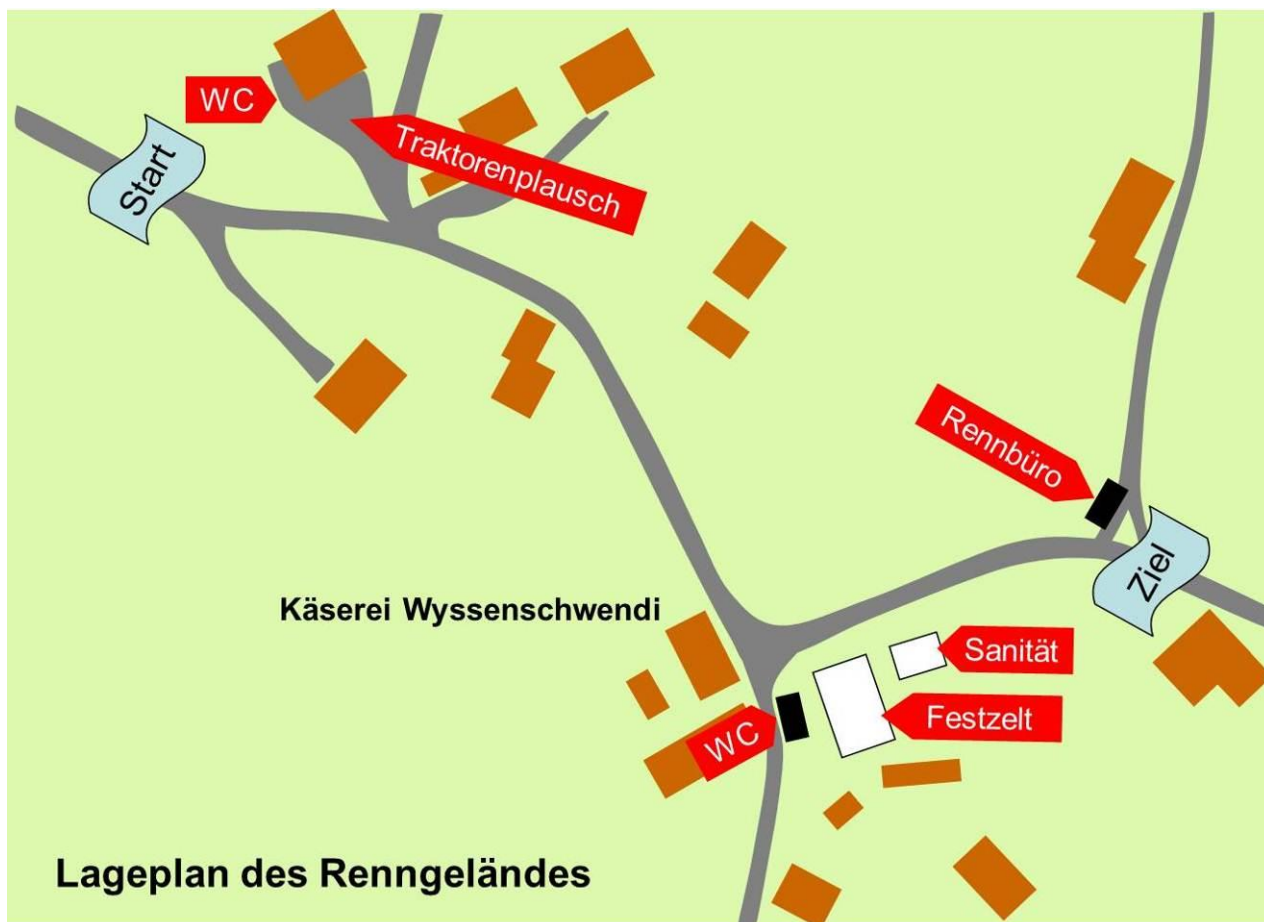 WC
Traktorenplausch
Start
Rennbüro
Ziel
Käserei Wyssenschwendi
Sanität
Festzelt
WC
Lageplan des Renngeländes